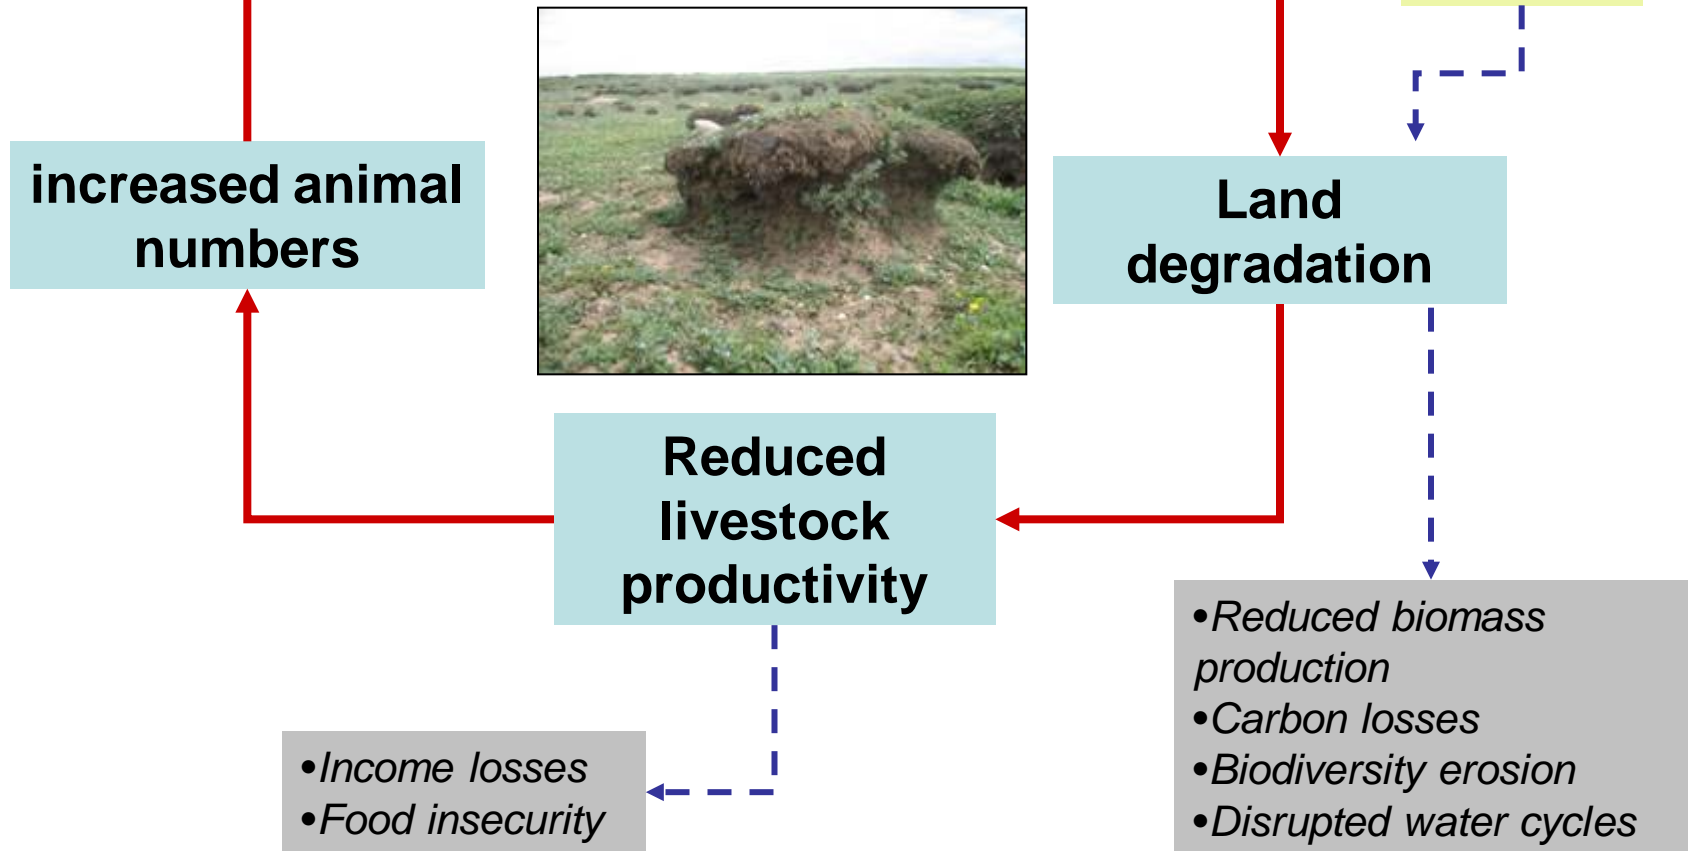 increased animal
numbers
Land
degradation
Reduced
livestock
productivity
•Reduced biomass
production
•Carbon losses
•Biodiversity erosion
•Disrupted water cycles
•Income losses
•Food insecurity